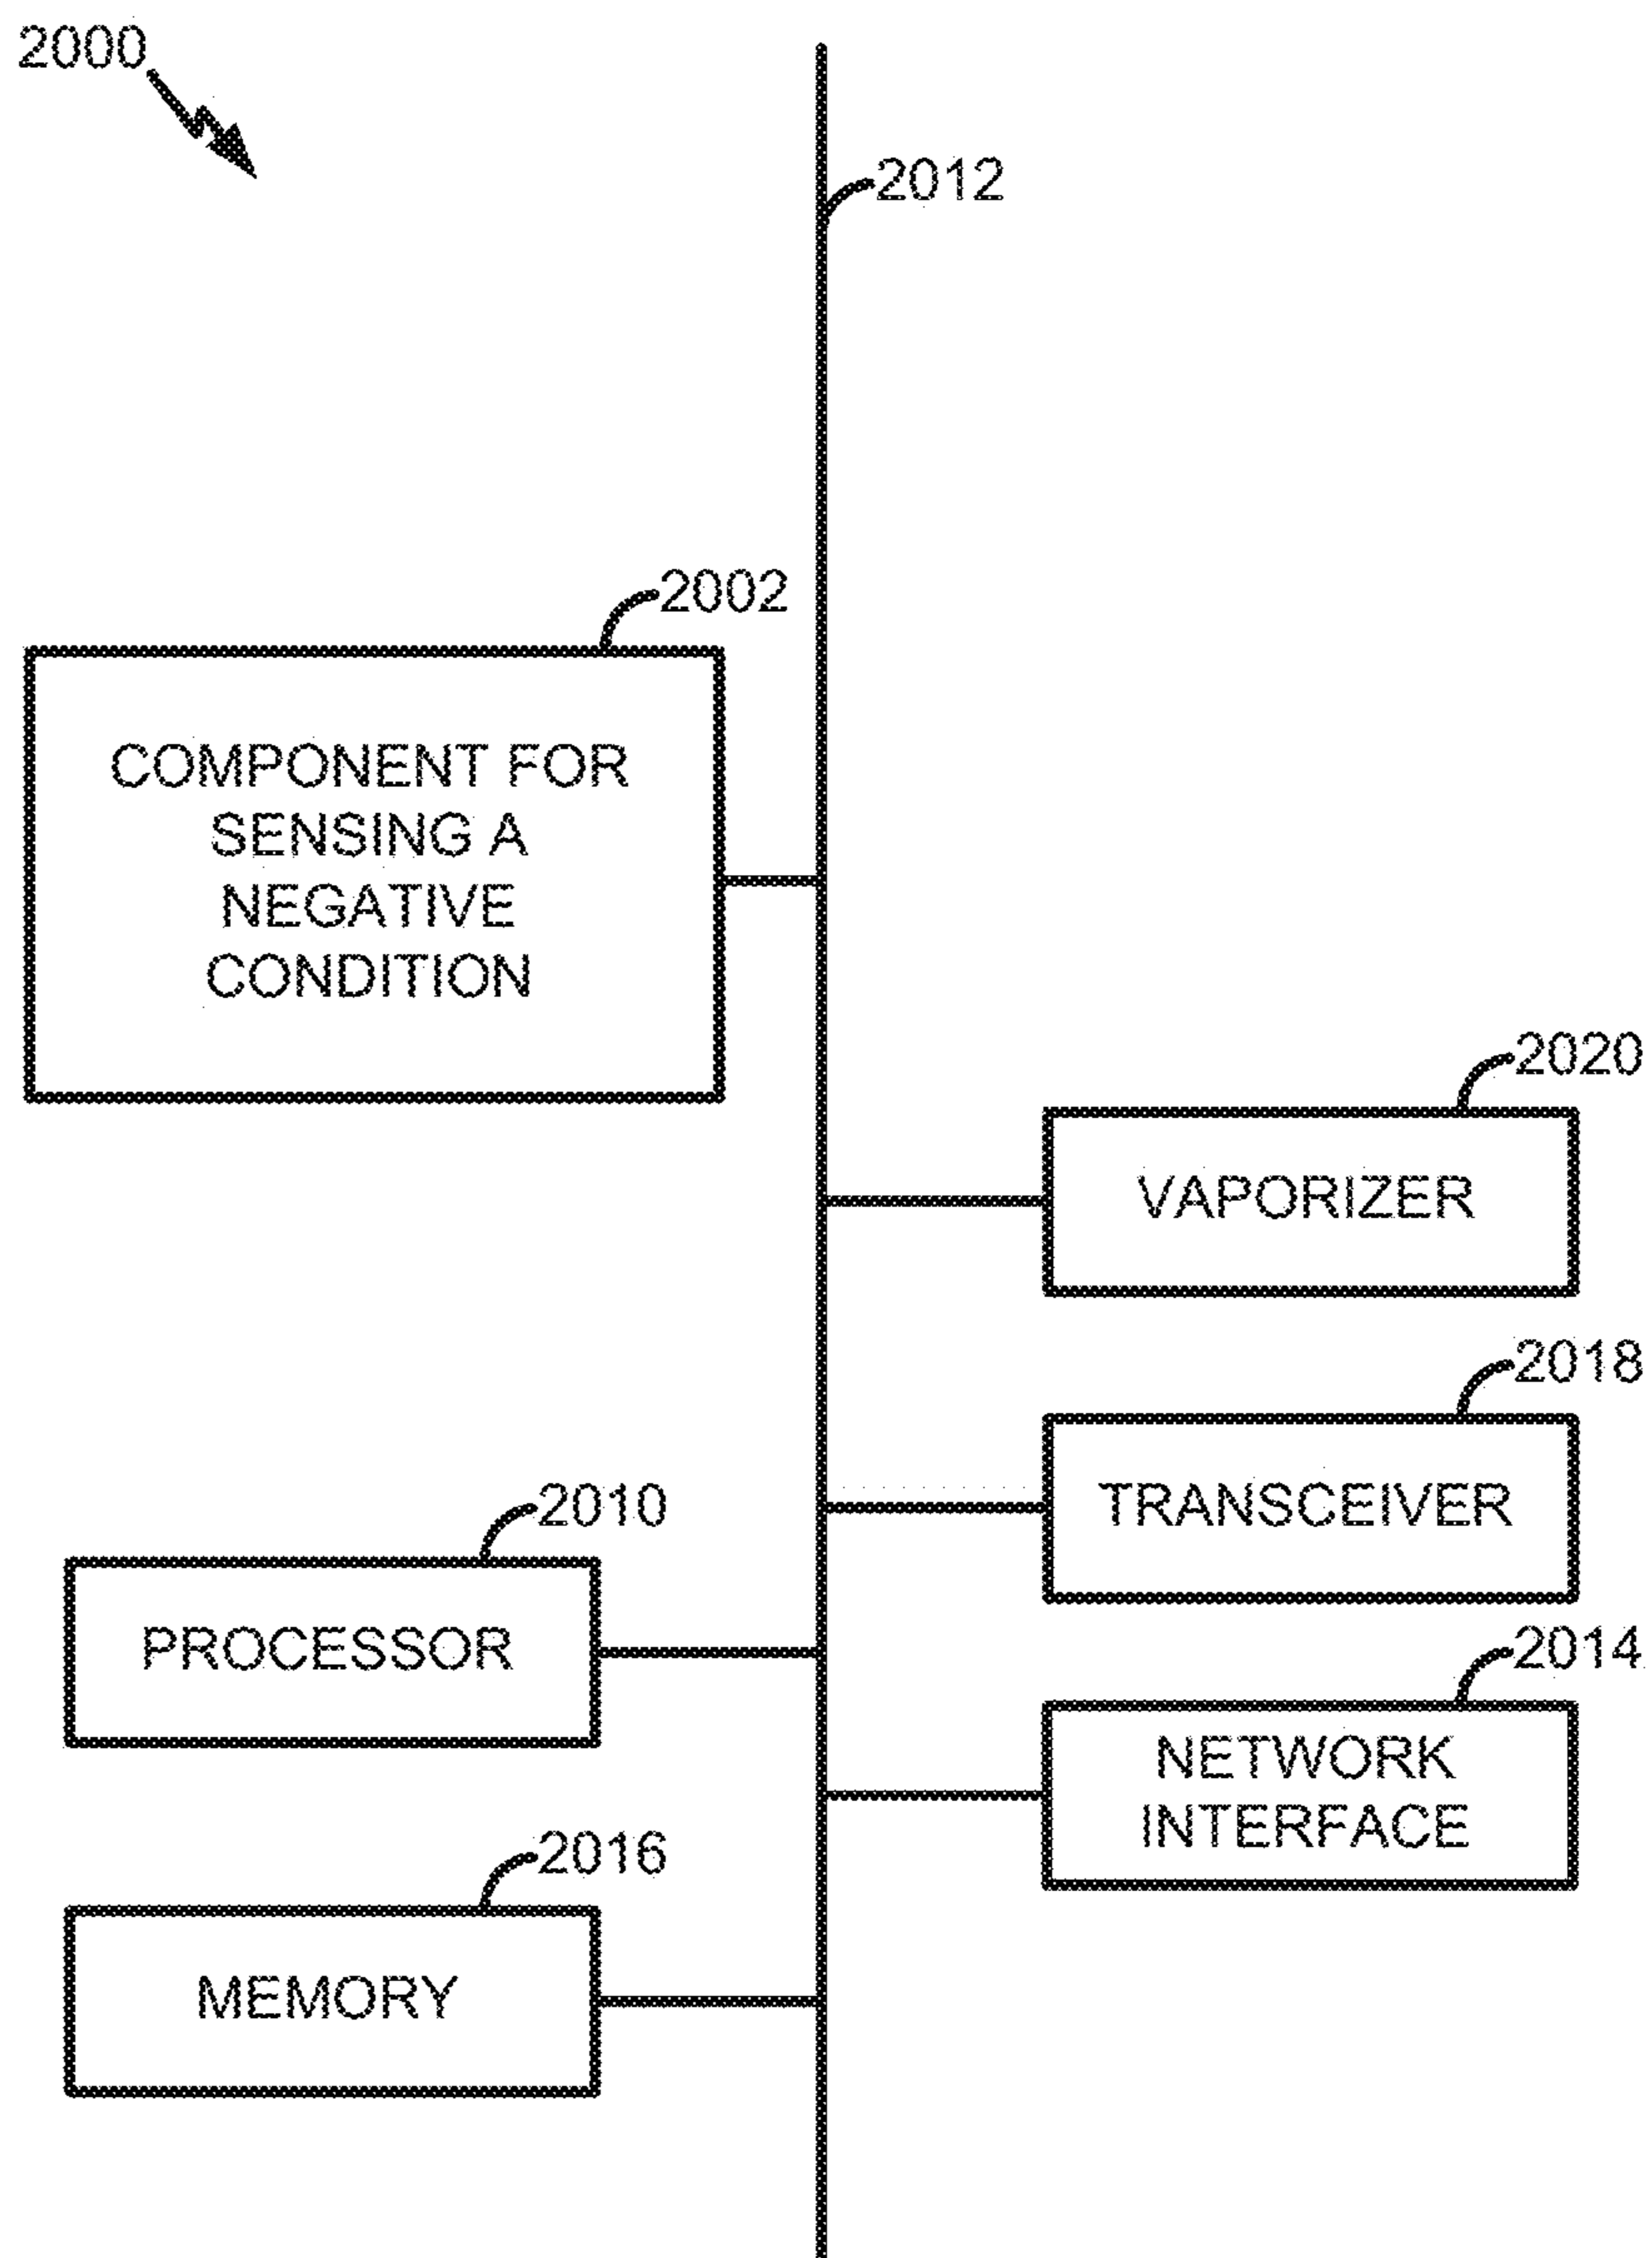 2000
2012
2002
COMPONENT FOR
SENSING A
NEGATIVE
CONDITION
2020
VAPORIZER
2018
TRANSCEIVER
2010
PROCESSOR
2014
NETWORK
INTERFACE
2016
MEMORY